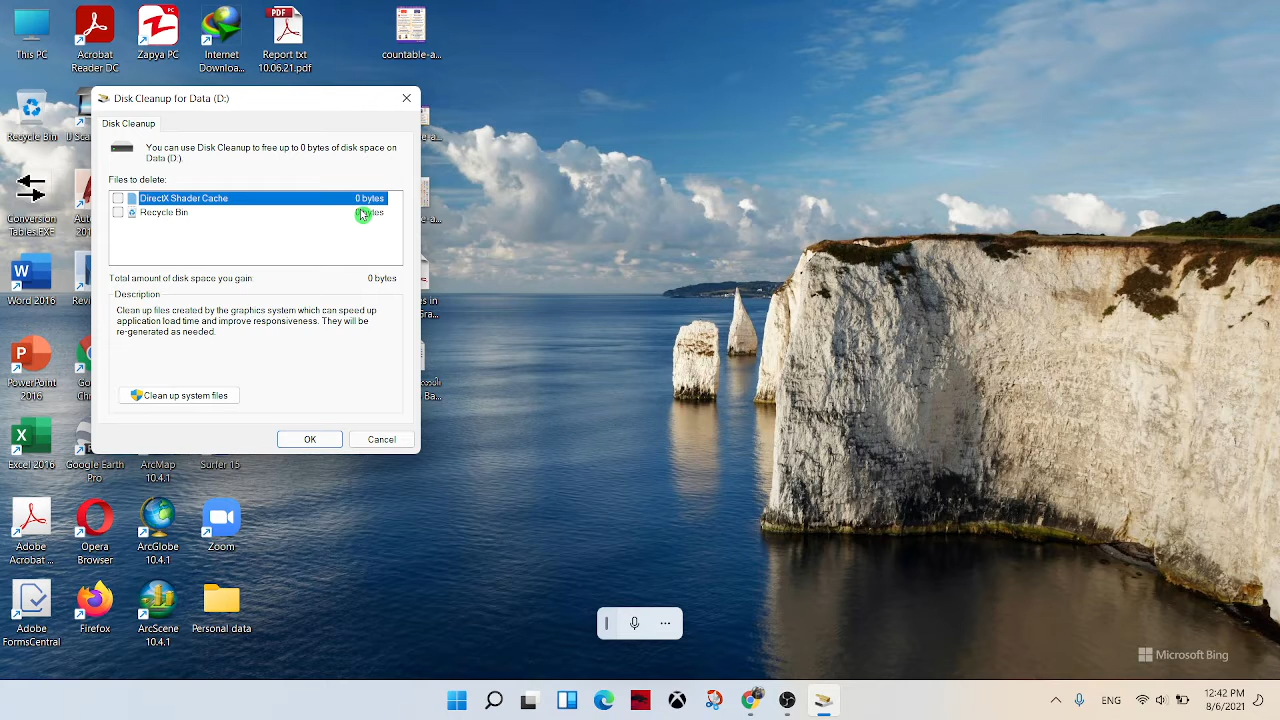 This PC
Acrobat
Reader DC
Zapya PC
Internet
Downloa...
Report txt
10.06.21.pdf
countable-a...
Disk Cleanup for Data (D:)
Disk Cleanup
You can use Disk Cleanup to free up to 0 bytes of disk space on
Data (D:).
Files to delete:
DirectX Shader Cache 0 bytes
Recycle Bin
Total amount of disk space you gain: 0 bytes
Description
Clean up files created by the graphics system which can speed up
application load time and improve responsiveness. They will be
re-generated as needed.
Clean up system files
OK
Cancel
Recycle Bin
Conversion
Tables.EXE
Word 2016
PowerPoint
2016
Excel 2016
Google Earth
Pro
ArcMap
10.4.1
Surfer 15
Adobe
Acrobat ...
Opera
Browser
ArcGlobe
10.4.1
Zoom
Adobe
FormsCentral
Firefox
ArcScene
10.4.1
Personal data
Microsoft Bing
ENG
12:43 PM
8/6/2021